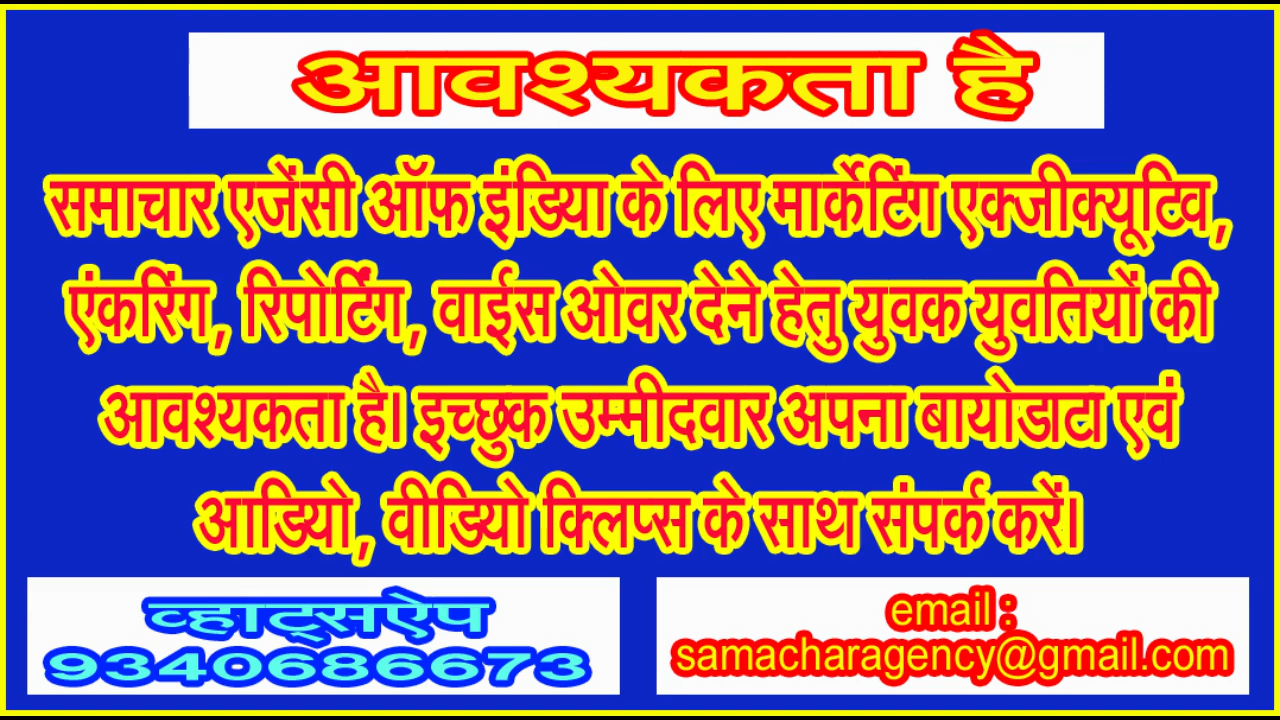 आवश्यकता है
समाचार एजेंसी ऑफ इंडिया के लिए मार्केटिंग एक्जीक्यूटिव,
एंकरिंग, रिपोर्टिंग, वाईस ओवर देने हेतु युवक युवतियों की
आवश्यकता है। इच्छुक उम्मीदवार अपना बायोडाटा एवं
आडियो, वीडियो क्लिप्स के साथ संपर्क करें।
व्हाट्सऐप
9340686673
email :
samacharagency@gmail.com